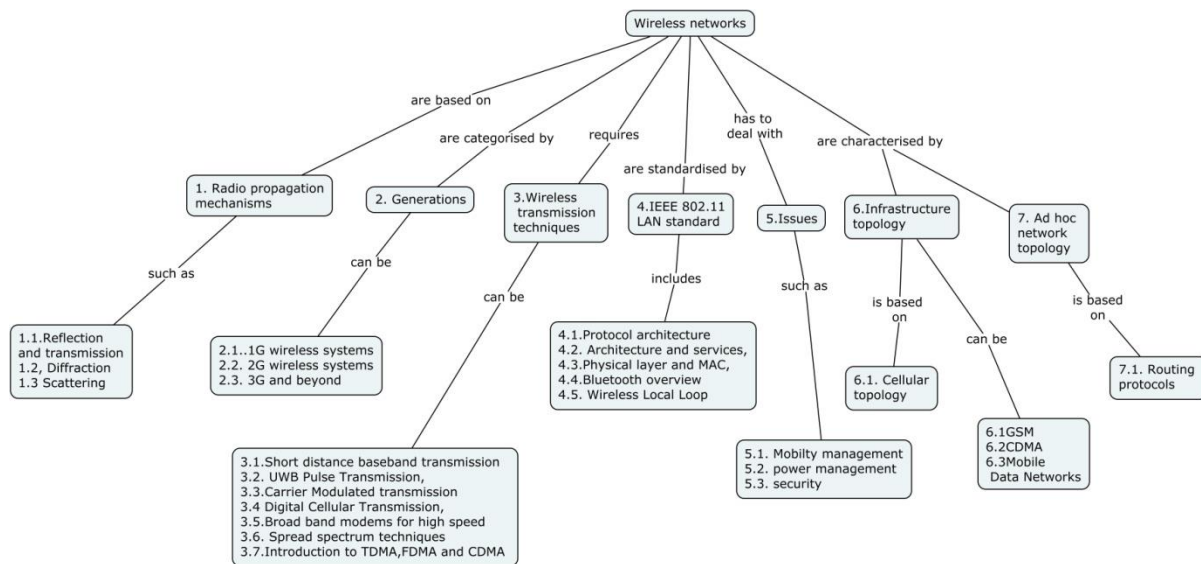 Wireless networks
are based on
are categorised by
requires
are standardised by
has to
deal with
are characterised by
1. Radio propagation
mechanisms
2. Generations
3.Wireless
transmission
techniques
4.IEEE 802.11
LAN standard
5.Issues
6.Infrastructure
topology
7. Ad hoc
network
topology
such as
can be
can be
includes
such as
is based
on
can be
is based
on
1.1.Reflection
and transmission
1.2, Diffraction
1.3 Scattering
2.1..1G wireless systems
2.2. 2G wireless systems
2.3. 3G and beyond
3.1.Short distance baseband transmission
3.2. UWB Pulse Transmission,
3.3.Carrier Modulated transmission
3.4 Digital Cellular Transmission,
3.5.Broad band modems for high speed
3.6. Spread spectrum techniques
3.7.Introduction to TDMA,FDMA and CDMA
4.1.Protocol architecture
4.2. Architecture and services,
4.3.Physical layer and MAC,
4.4.Bluetooth overview
4.5. Wireless Local Loop
5.1. Mobilty management
5.2. power management
5.3. security
6.1. Cellular
topology
6.1GSM
6.2CDMA
6.3Mobile
Data Networks
7.1. Routing
protocols